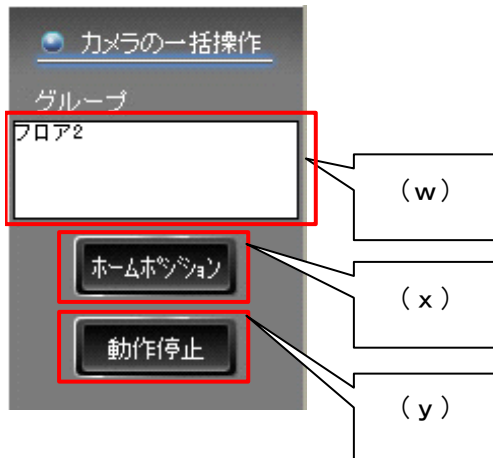 カメラの一括操作
グループ
フロア2
(w)
ホームポジション
(x)
動作停止
(y)